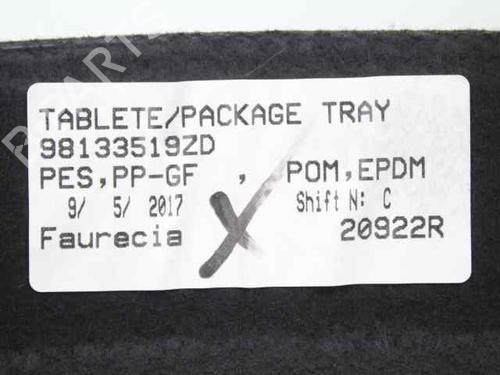 TABLETE/PACKAGE TRAY
98133519ZD
PES,PP-GF , POM,EPDM
9/ 5/ 2017 Shift N: C
Faurecia 20922R